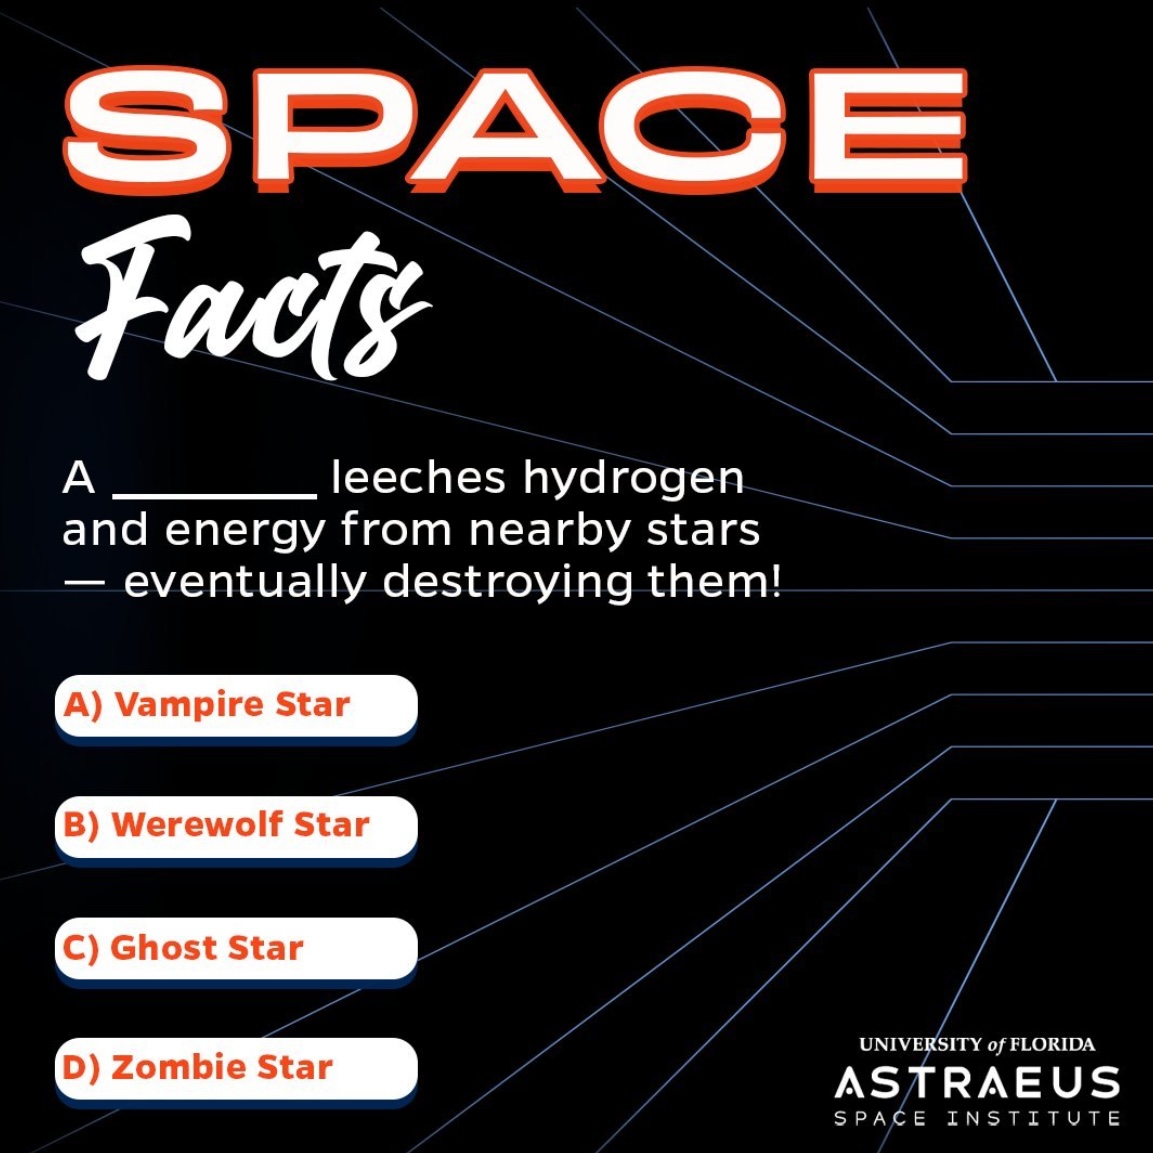 SPACE
Facts
A ________ leeches hydrogen
and energy from nearby stars
— eventually destroying them!
A) Vampire Star
B) Werewolf Star
C) Ghost Star
D) Zombie Star
UNIVERSITY of FLORIDA
ASTRAEUS
SPACE INSTITUTE